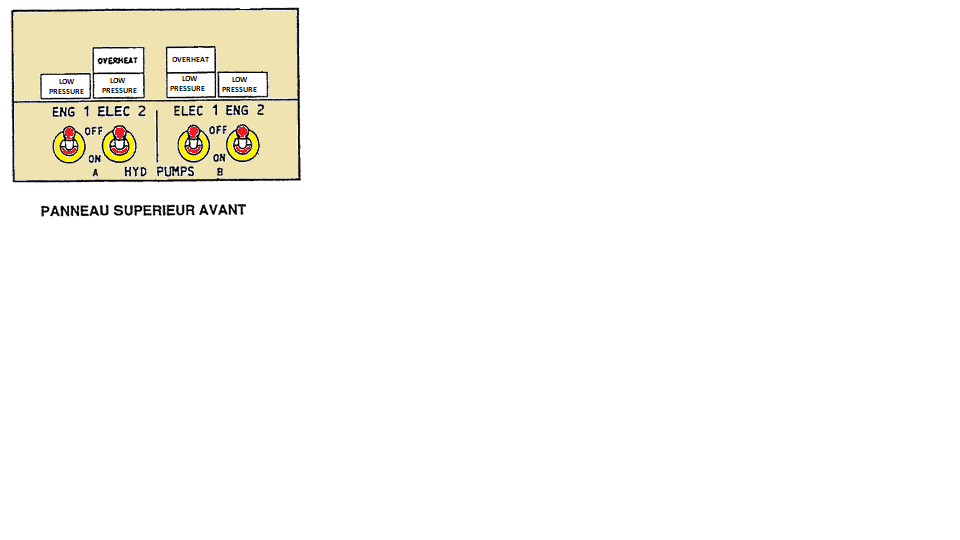 OVERHEAT OVERHEAT
LOW LOW LOW LOW
PRESSURE PRESSURE PRESSURE PRESSURE
ENG 1 ELEC 2 ELEC 1 ENG 2
OFF OFF
ON ON
A HYD PUMPS B
PANNEAU SUPERIEUR AVANT